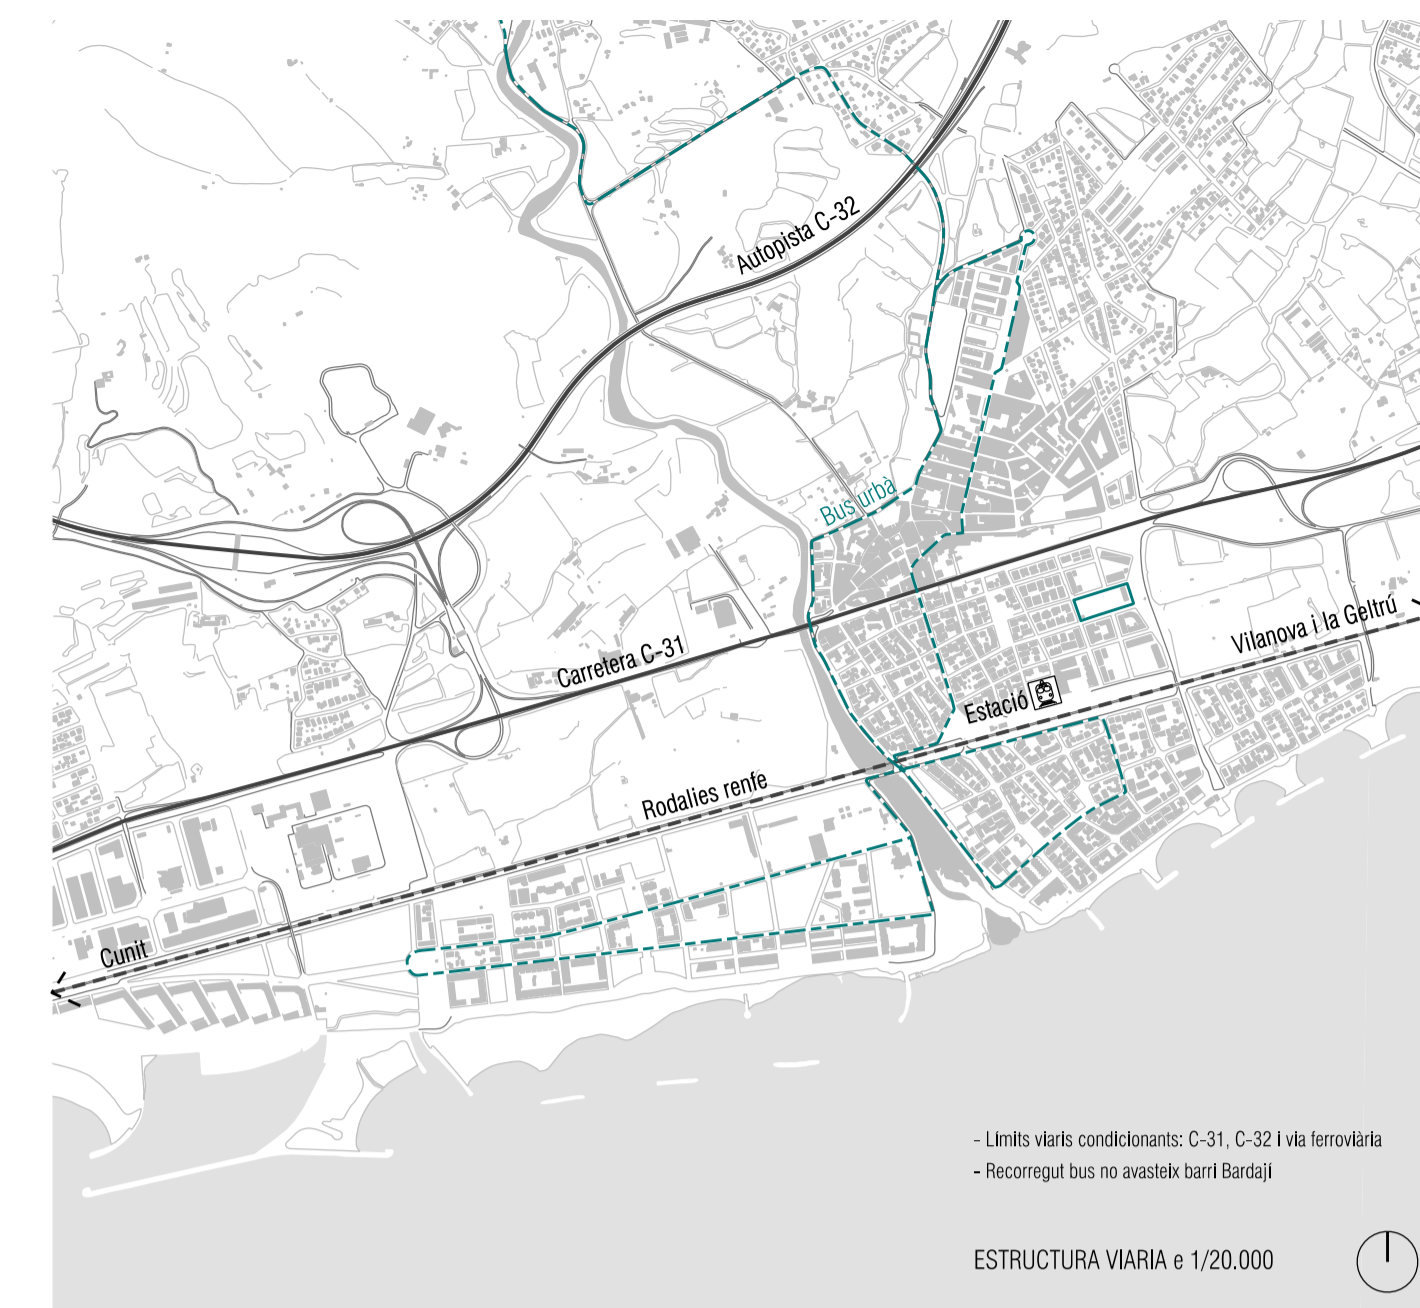 Autopista C-32
Bus urbà
Carretera C-31
Vilanova i la Geltrú
Estació
Rodalies renfe
Cunit
- Límits viaris condicionants: C-31, C-32 i via ferroviària
- Recorregut bus no avasteix barri Bardají
ESTRUCTURA VIARIA e 1/20.000